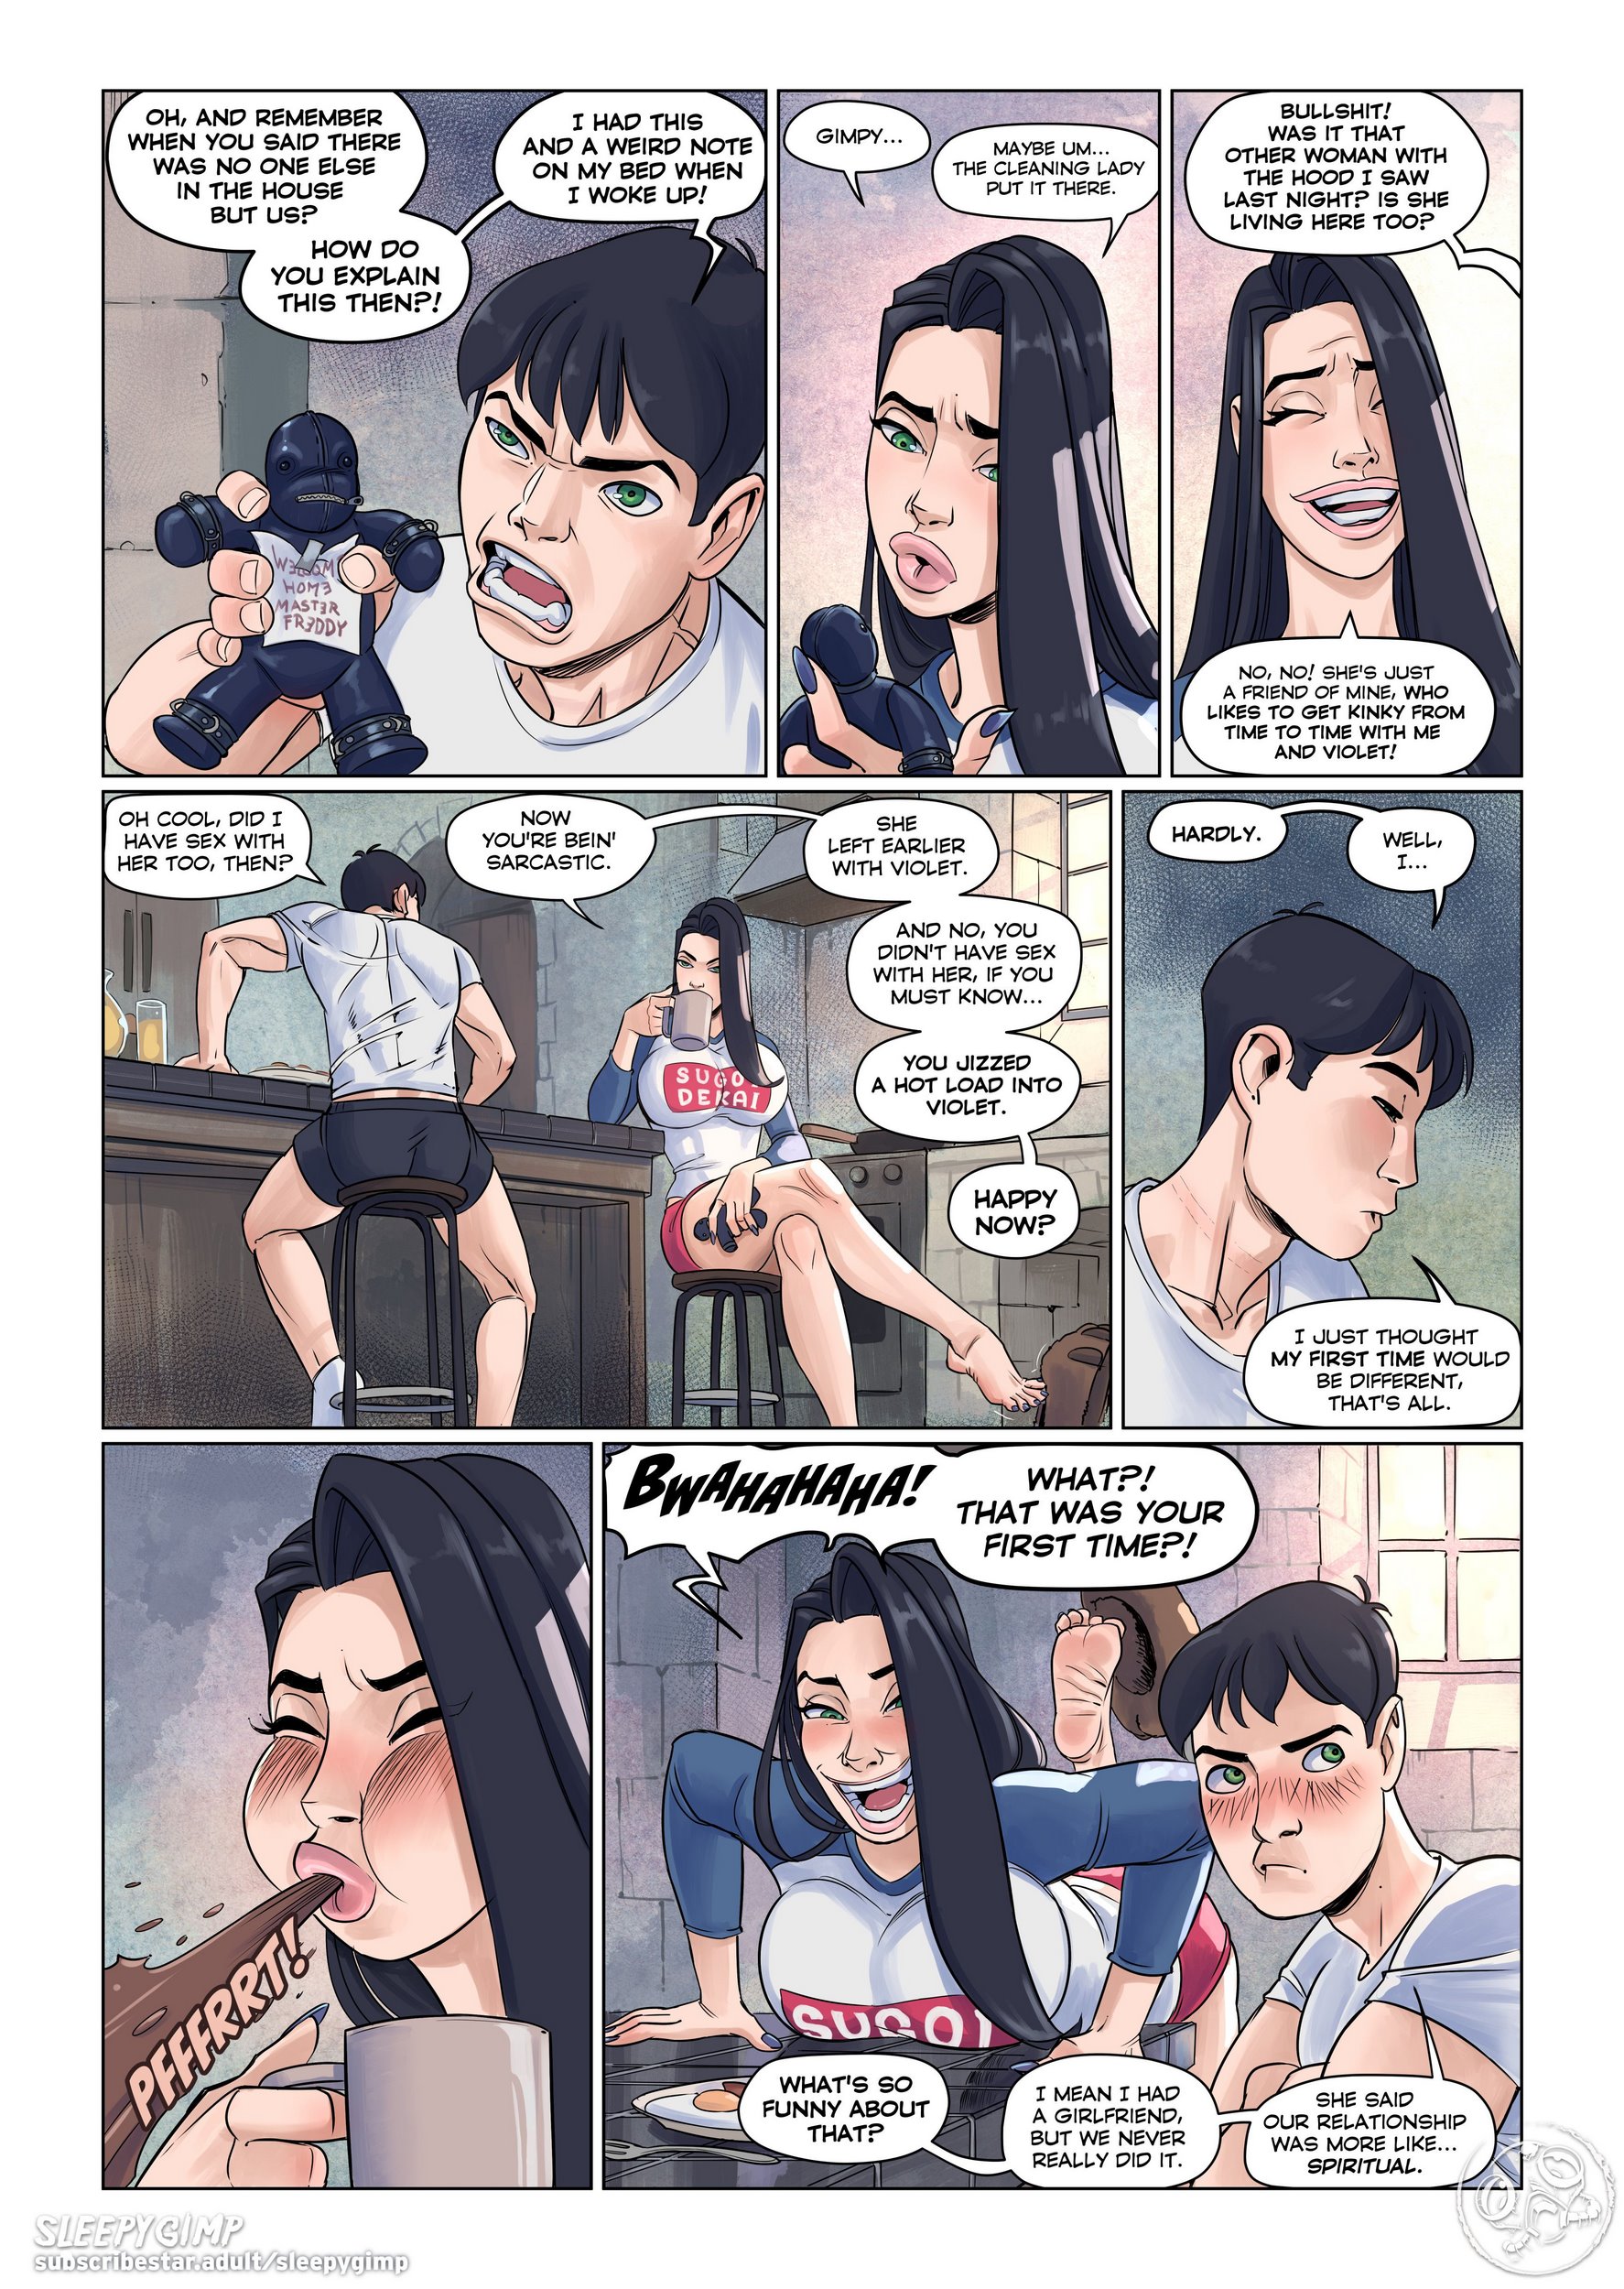 OH, AND REMEMBER
WHEN YOU SAID THERE
WAS NO ONE ELSE
IN THE HOUSE
BUT US?
HOW DO
YOU EXPLAIN
THIS THEN?!
I HAD THIS
AND A WEIRD NOTE
ON MY BED WHEN
I WOKE UP!
HOME
MASTER
FREDDY
GIMPY...
MAYBE UM...
THE CLEANING LADY
PUT IT THERE.
BULLSHIT!
WAS IT THAT
OTHER WOMAN WITH
THE HOOD I SAW
LAST NIGHT? IS SHE
LIVING HERE TOO?
NO, NO! SHE'S JUST
A FRIEND OF MINE, WHO
LIKES TO GET KINKY FROM
TIME TO TIME WITH ME
AND VIOLET!
OH COOL, DID I
HAVE SEX WITH
HER TOO, THEN?
NOW
YOU'RE BEIN'
SARCASTIC.
SHE
LEFT EARLIER
WITH VIOLET.
AND NO, YOU
DIDN'T HAVE SEX
WITH HER, IF YOU
MUST KNOW...
YOU JIZZED
A HOT LOAD INTO
VIOLET.
HAPPY
NOW?
SUGOI
DEKAI
HARDLY.
WELL,
I...
I JUST THOUGHT
MY FIRST TIME WOULD
BE DIFFERENT,
THAT'S ALL.
PFFFRRT!
BWAHAHAHA!
WHAT?!
THAT WAS YOUR
FIRST TIME?!
SUGOI
WHAT'S SO
FUNNY ABOUT
THAT?
I MEAN I HAD
A GIRLFRIEND,
BUT WE NEVER
REALLY DID IT.
SHE SAID
OUR RELATIONSHIP
WAS MORE LIKE...
SPIRITUAL.
SLEEPYGIMP
subscribestar.adult/sleepygimp